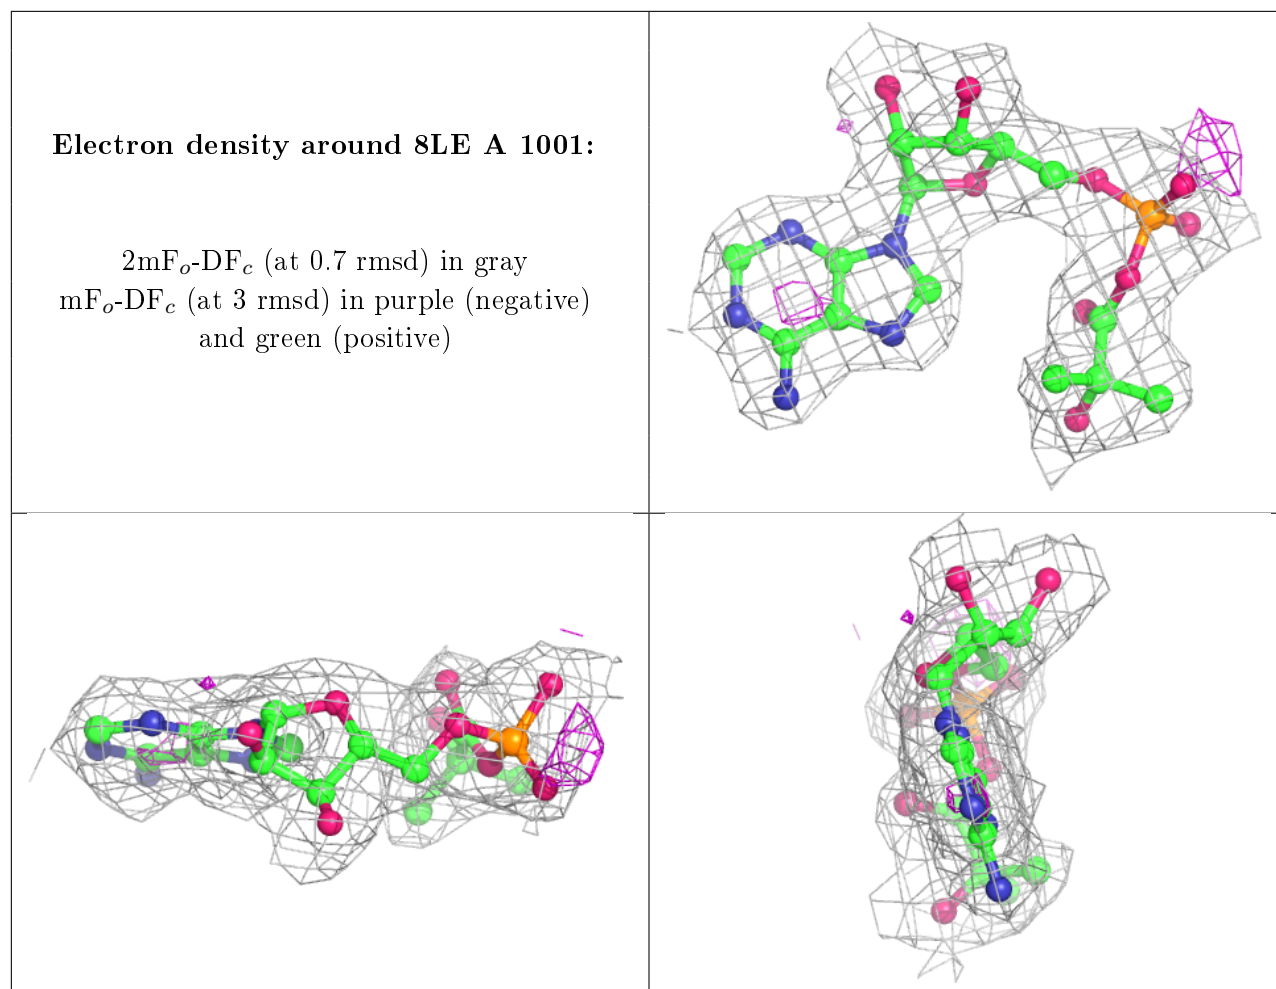 Electron density around 8LE A 1001:
2mFo-DFc (at 0.7 rmsd) in gray
mFo-DFc (at 3 rmsd) in purple (negative)
and green (positive)